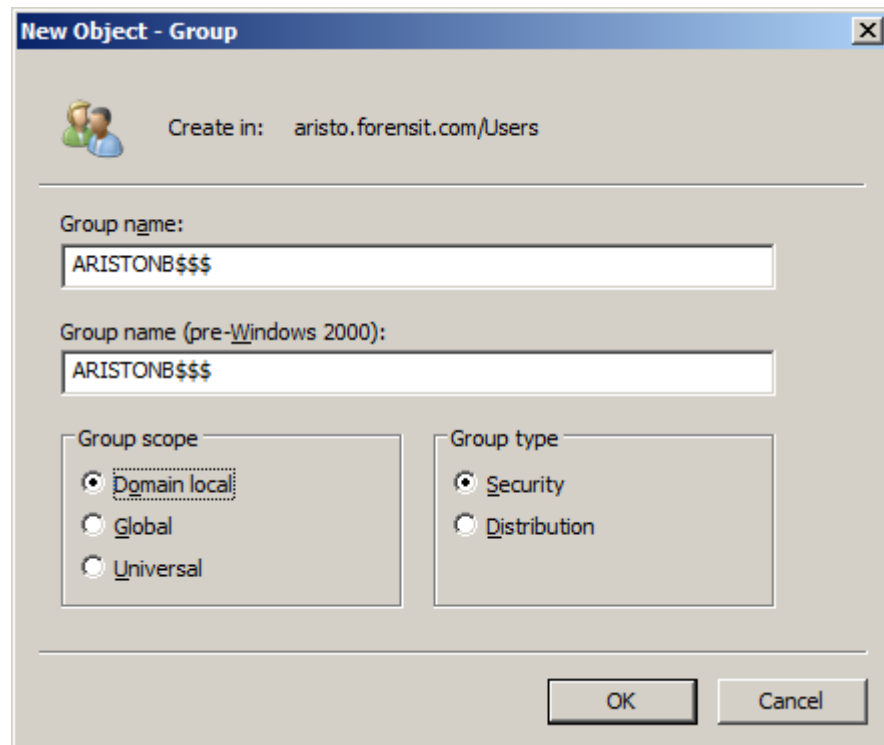 New Object - Group
Create in: aristo.forensit.com/Users
Group name:
ARISTONB$$$
Group name (pre-Windows 2000):
ARISTONB$$$
Group scope
Domain local
Global
Universal
Group type
Security
Distribution
OK
Cancel